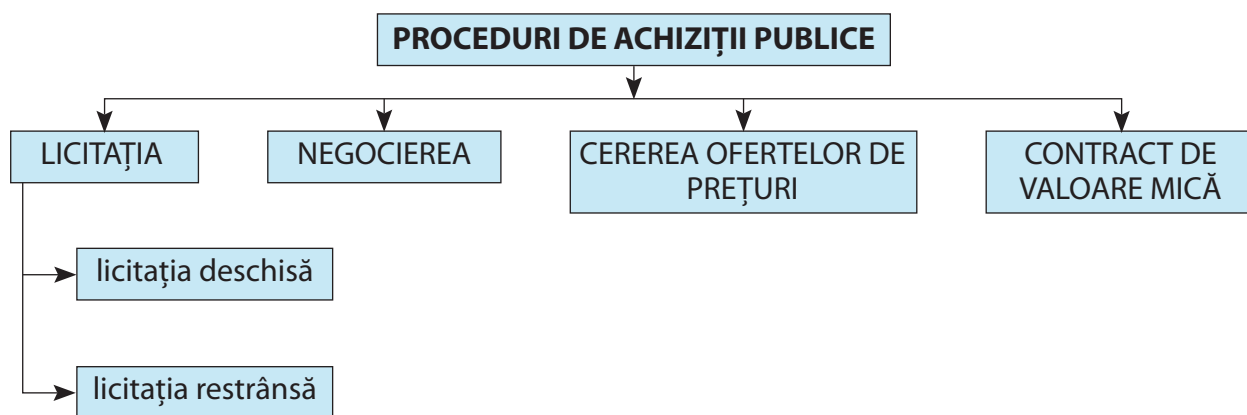 PROCEDURI DE ACHIZIȚII PUBLICE
LICITAȚIA
NEGOCIEREA
CEREREA OFERTELOR DE
PREȚURI
CONTRACT DE
VALOARE MICĂ
licitația deschisă
licitația restrânsă